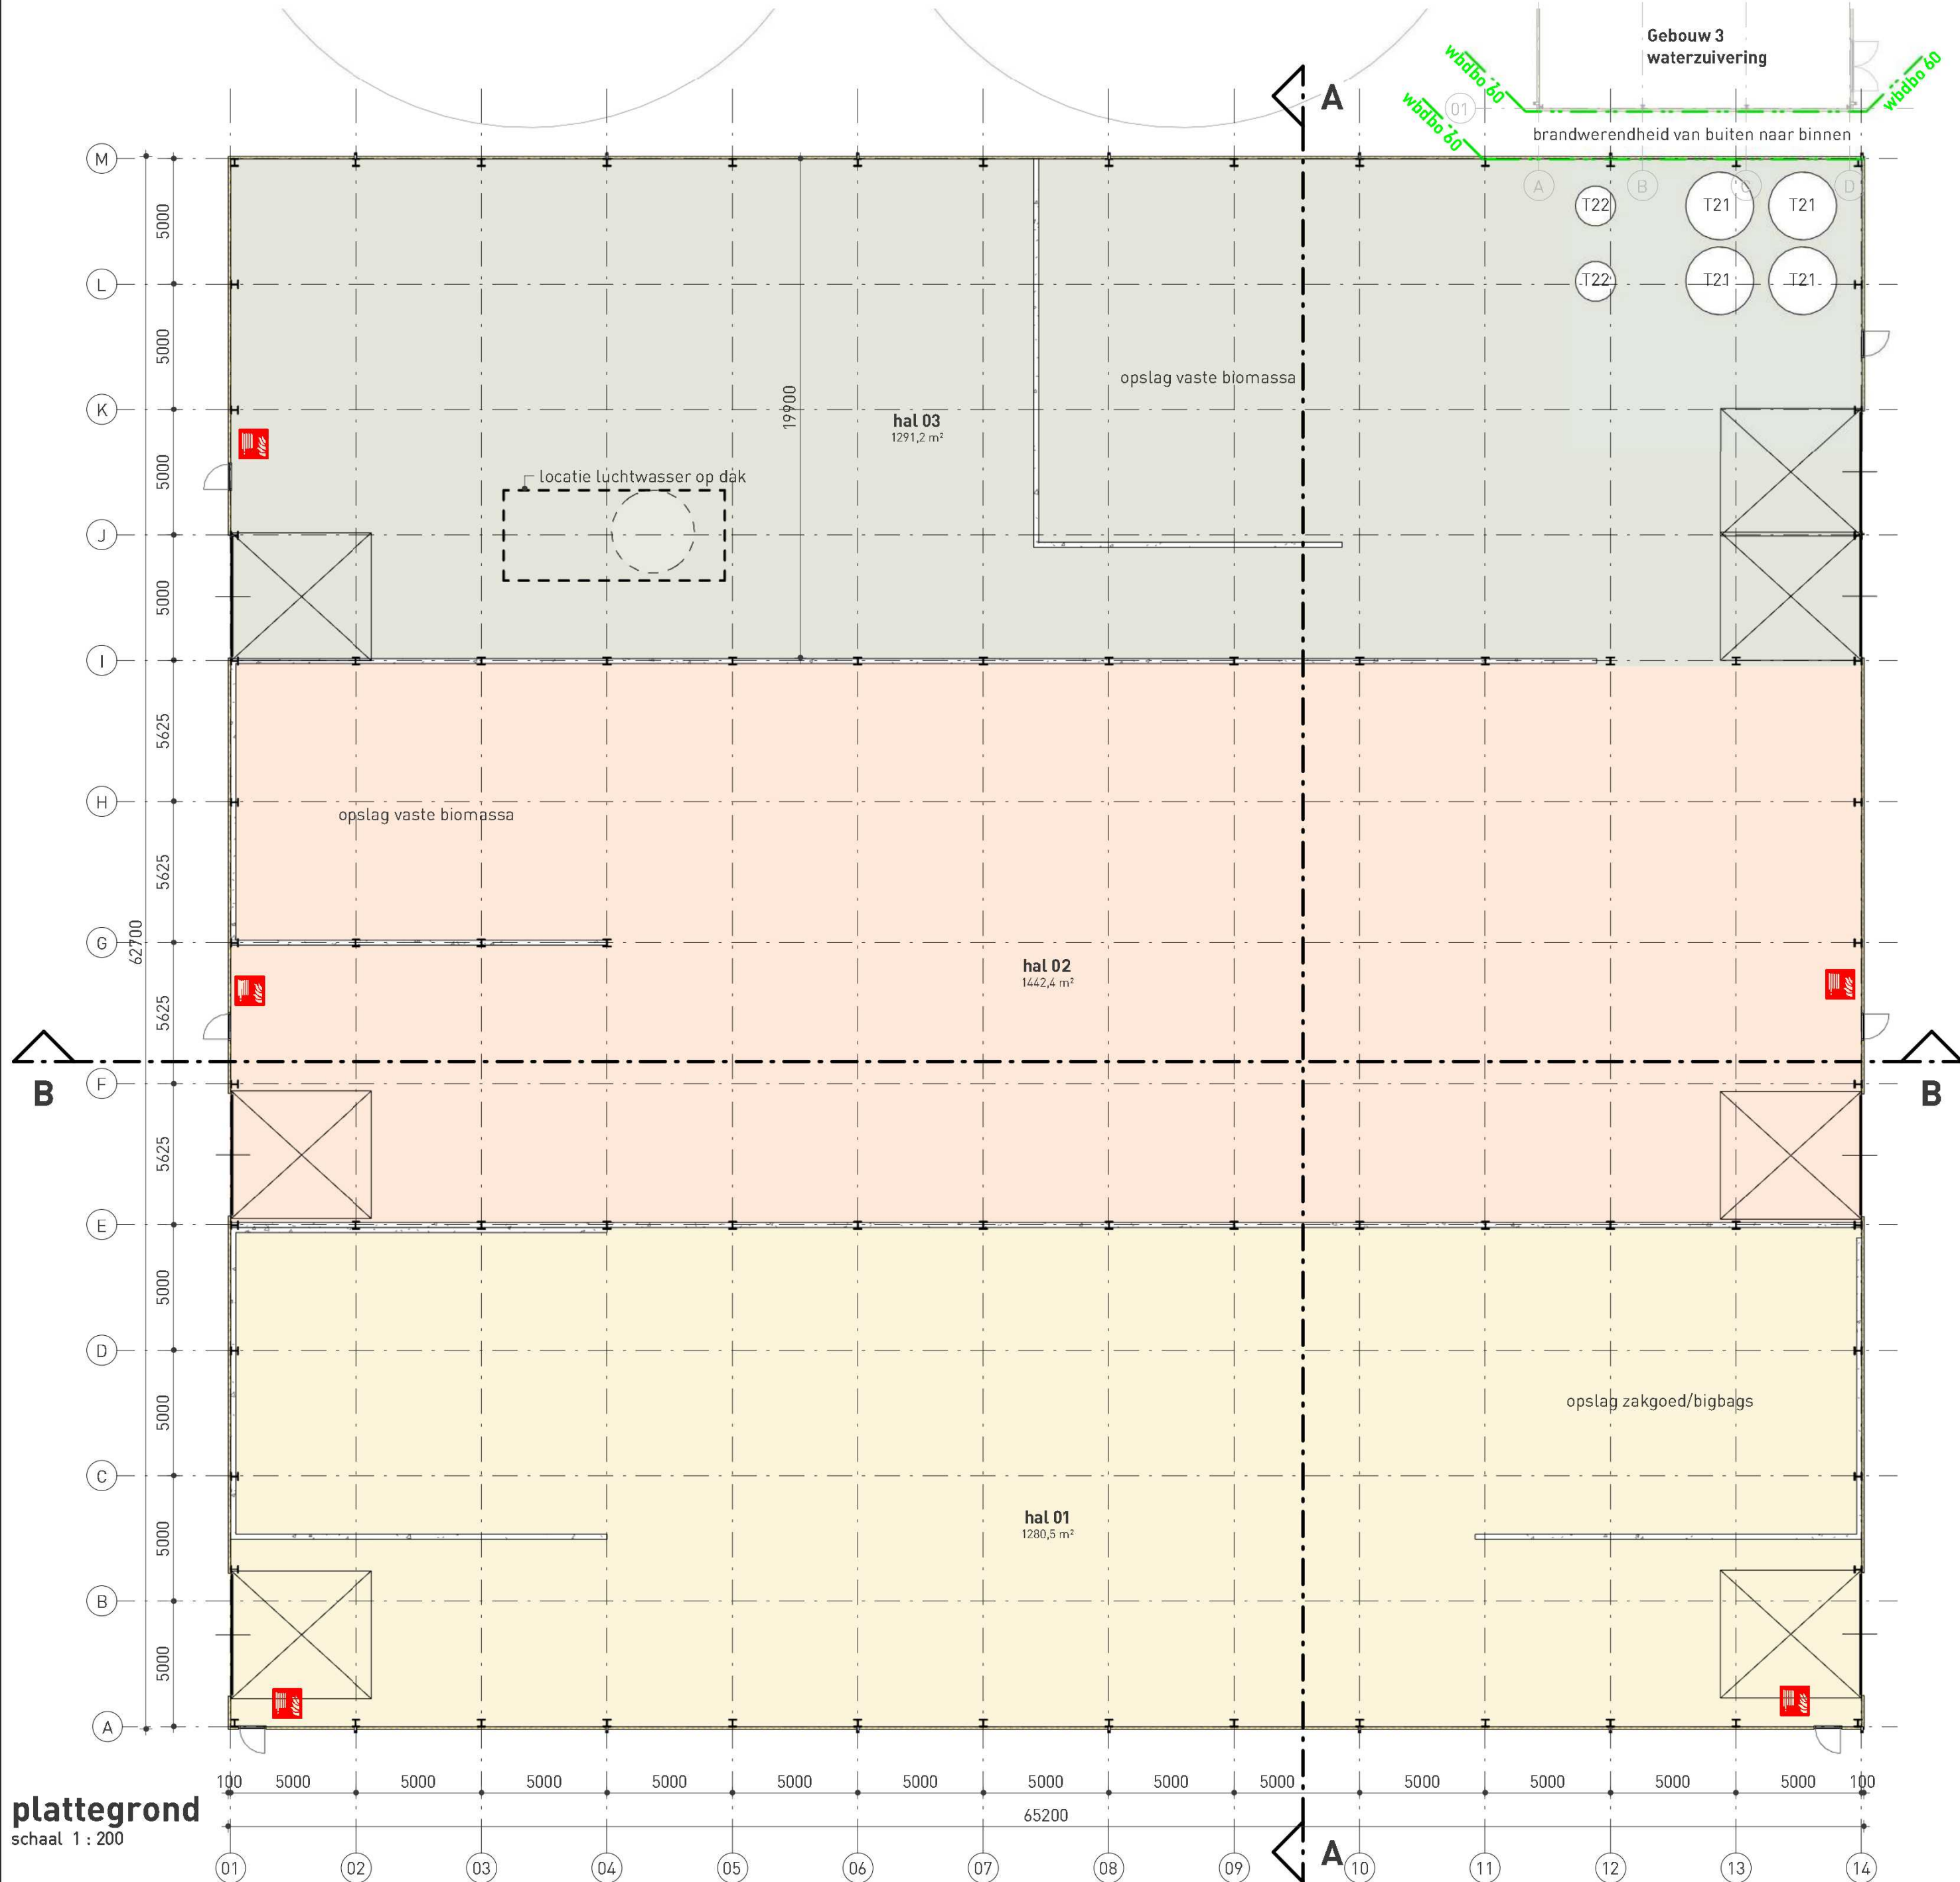 Gebouw 3
waterzuivering
wbdbo 60
wbdbo 60
wbdbo 60
01
brandwerendheid van buiten naar binnen
A
A B C D
M
T22 T21 T21
5000
L
T22 T21 T21
5000
opslag vaste biomassa
K
19900
hal 03
1291,2 m²
5000
locatie luchtwasser op dak
J
5000
I
5625
H
opslag vaste biomassa
5625
G
62700
hal 02
1442,4 m²
5625
F
B B
5625
E
5000
D
5000
opslag zakgoed/bigbags
C
hal 01
1280,5 m²
5000
B
5000
A
100 5000 5000 5000 5000 5000 5000 5000 5000 5000 5000 5000 5000 5000 100
plattegrond
65200
schaal 1 : 200
A
01 02 03 04 05 06 07 08 09 10 11 12 13 14